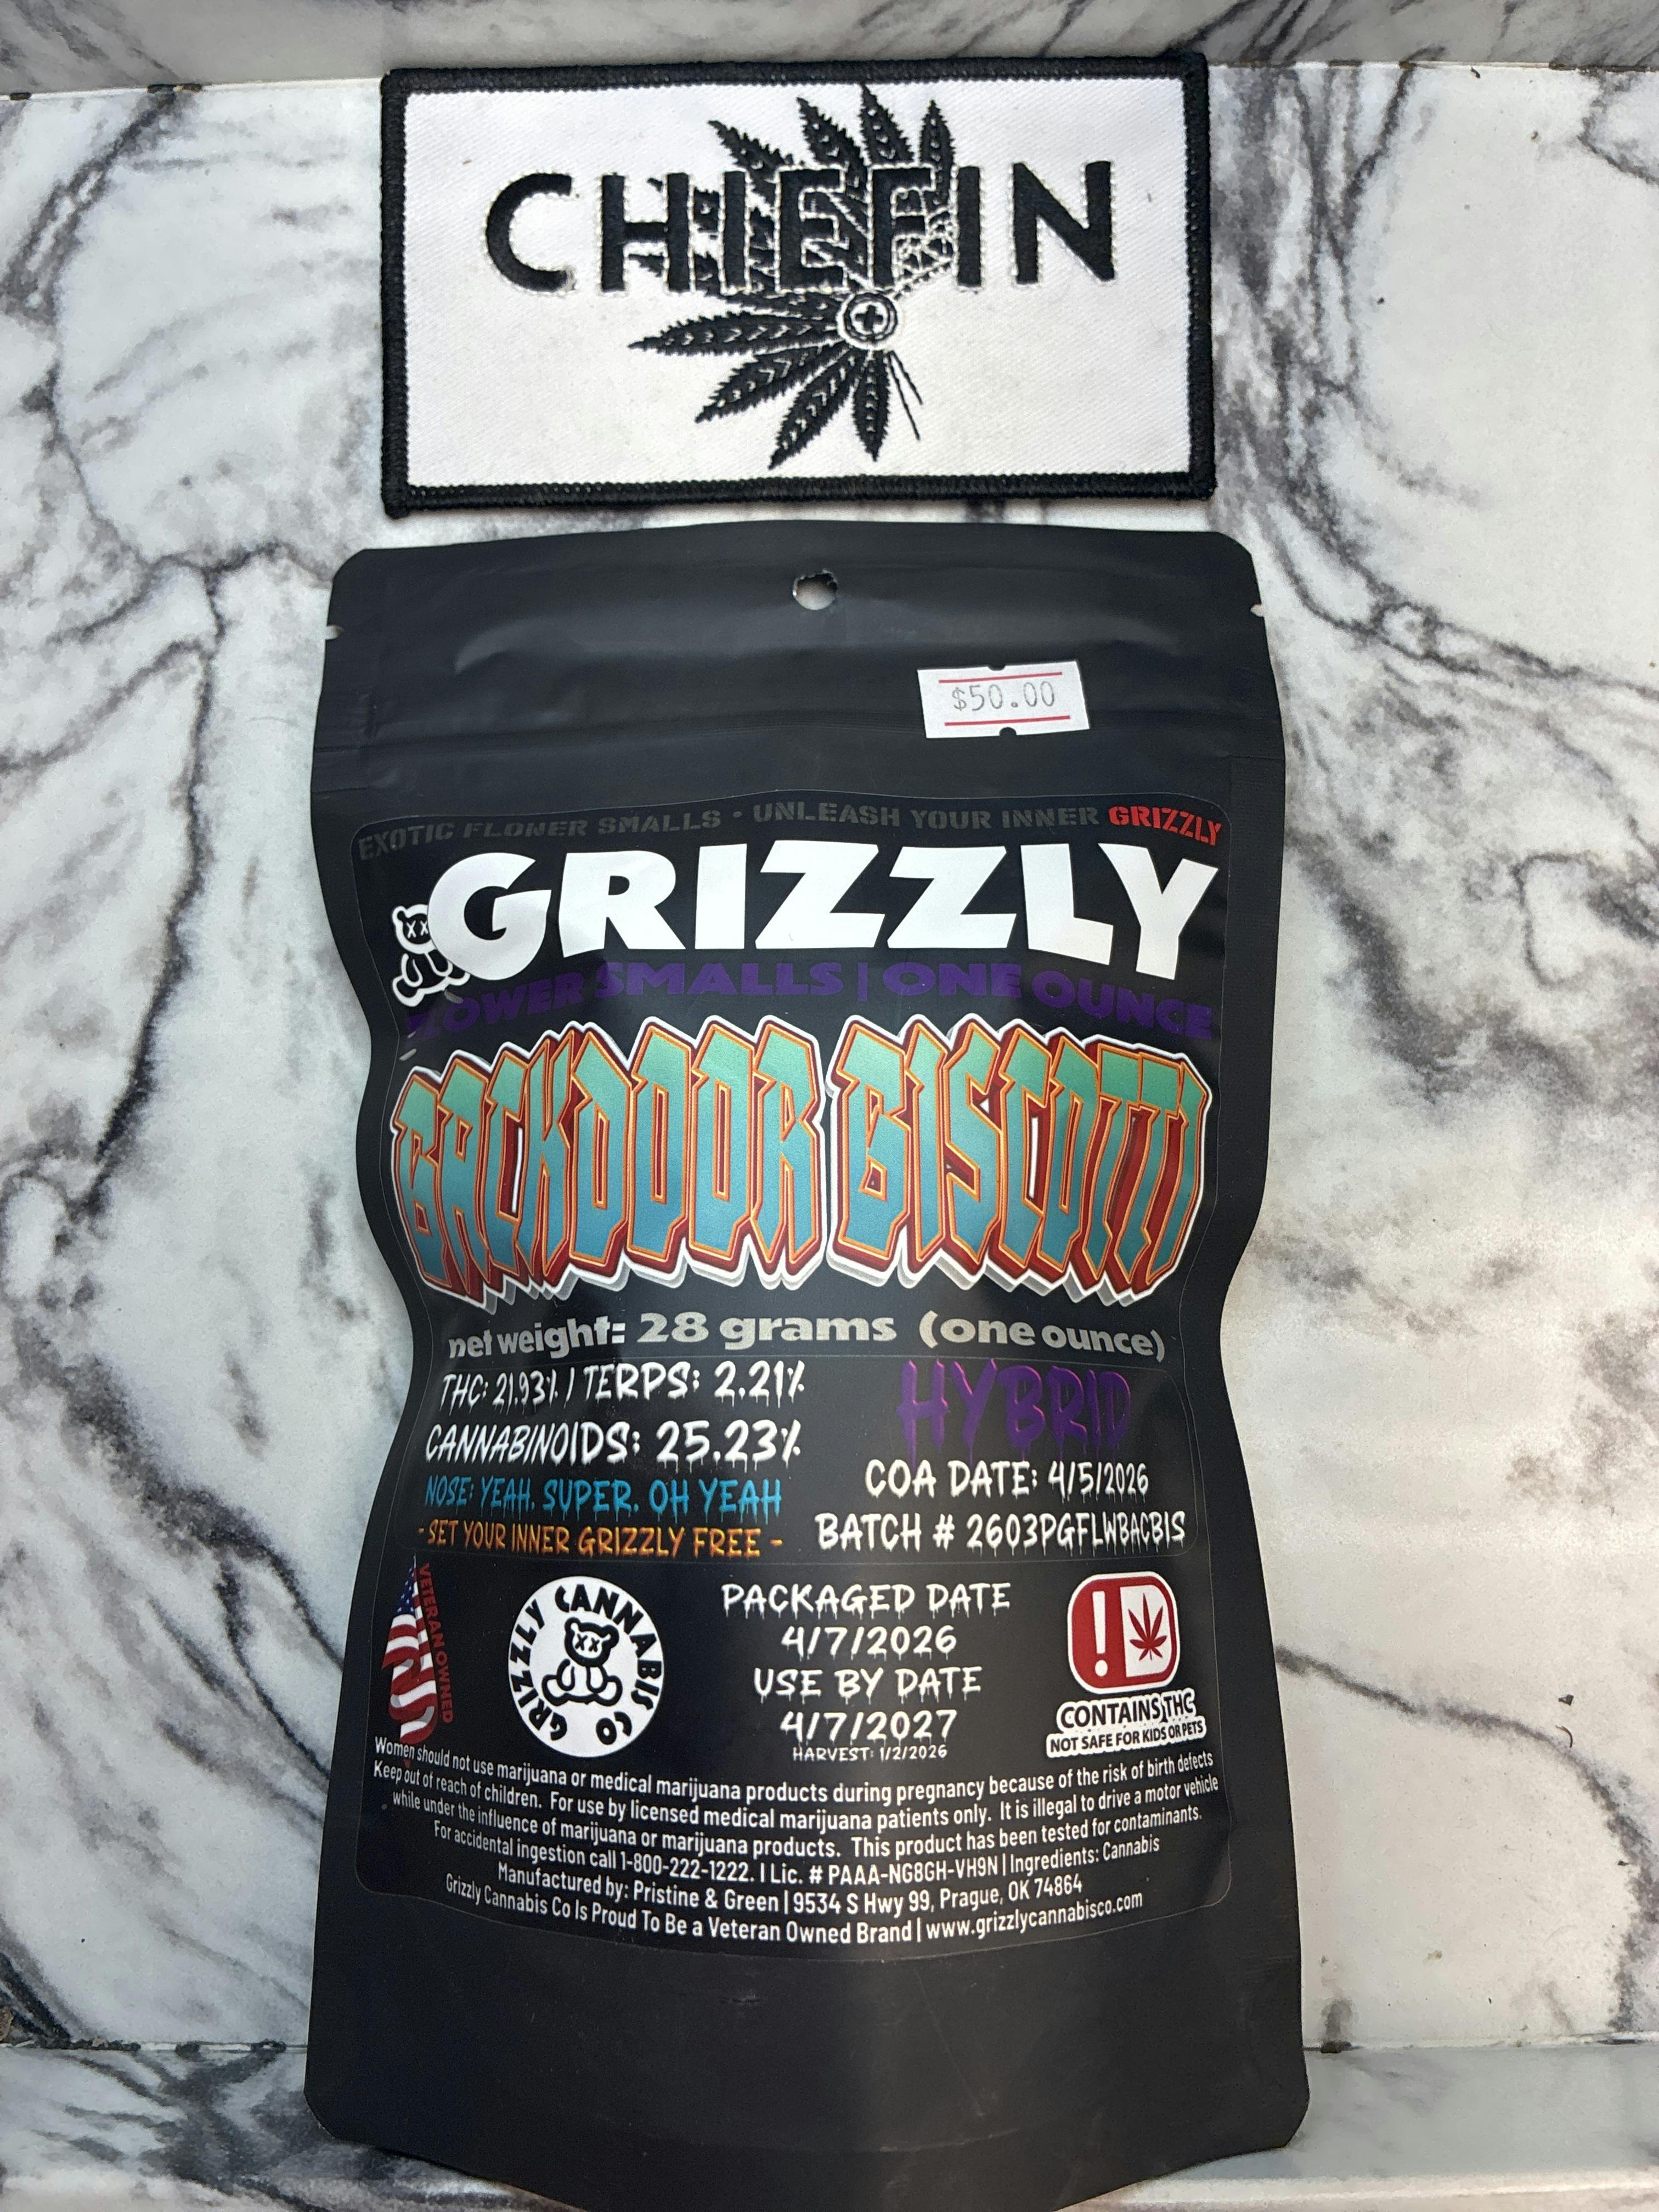 CHIEFIN
$50.00
EXOTIC FLOWER SMALLS • UNLEASH YOUR INNER GRIZZLY
GRIZZLY
FLOWER SMALLS | ONE OUNCE
BACKDOOR BISCOTTI
net weight: 28 grams (one ounce)
THC: 21.93% / TERPS: 2.21%
CANNABINOIDS: 25.23%
NOSE: YEAH. SUPER. OH YEAH
- SET YOUR INNER GRIZZLY FREE -
HYBRID
COA DATE: 4/5/2026
BATCH # 2603PGFLWBACBIS
VETERAN OWNED
GRIZZLY CANNABIS CO
PACKAGED DATE
4/7/2026
USE BY DATE
4/7/2027
HARVEST: 1/2/2026
!
CONTAINS THC
NOT SAFE FOR KIDS OR PETS
Women should not use marijuana or medical marijuana products during pregnancy because of the risk of birth defects
Keep out of reach of children. For use by licensed medical marijuana patients only. It is illegal to drive a motor vehicle
while under the influence of marijuana or marijuana products. This product has been tested for contaminants.
For accidental ingestion call 1-800-222-1222. | Lic. # PAAA-NG8GH-VH9N | Ingredients: Cannabis
Manufactured by: Pristine & Green | 9534 S Hwy 99, Prague, OK 74864
Grizzly Cannabis Co Is Proud To Be a Veteran Owned Brand | www.grizzlycannabisco.com